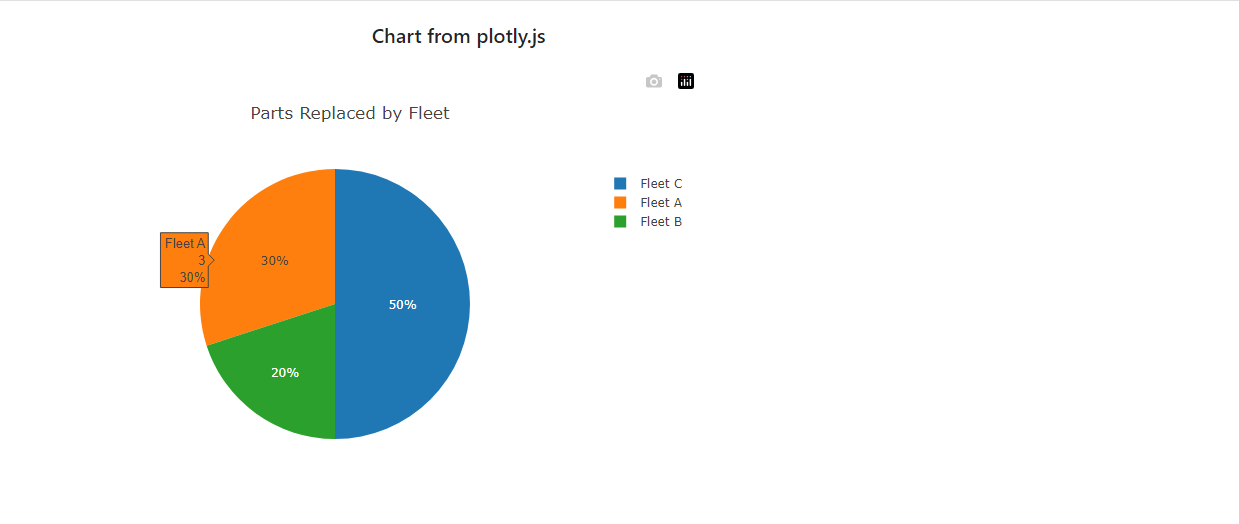 Chart from plotly.js
Parts Replaced by Fleet
Fleet C
Fleet A
Fleet B
Fleet A
3
30%
30%
50%
20%